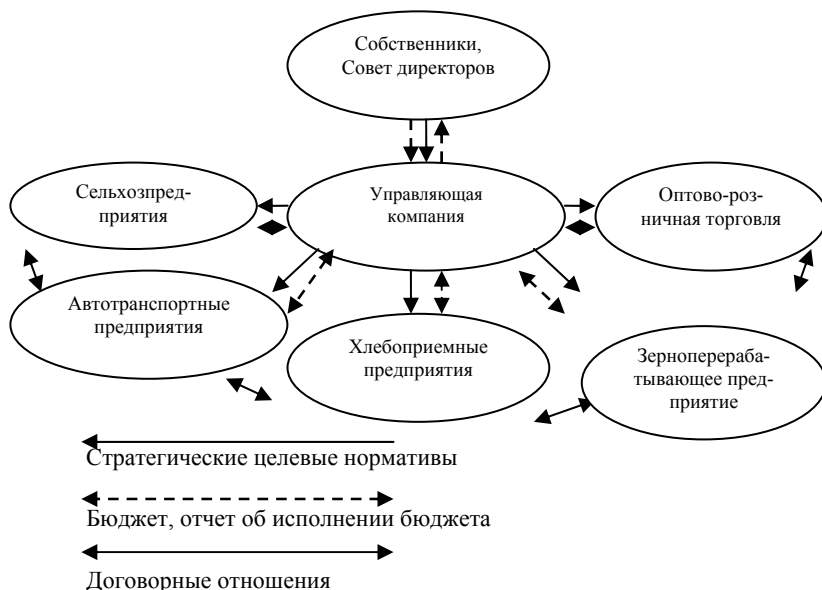 Собственники,
Совет директоров
Сельхозпред-
приятия
Управляющая
компания
Оптово-роз-
ничная торговля
Автотранспортные
предприятия
Хлебоприемные
предприятия
Зерноперераба-
тывающее пред-
приятие
Стратегические целевые нормативы
Бюджет, отчет об исполнении бюджета
Договорные отношения